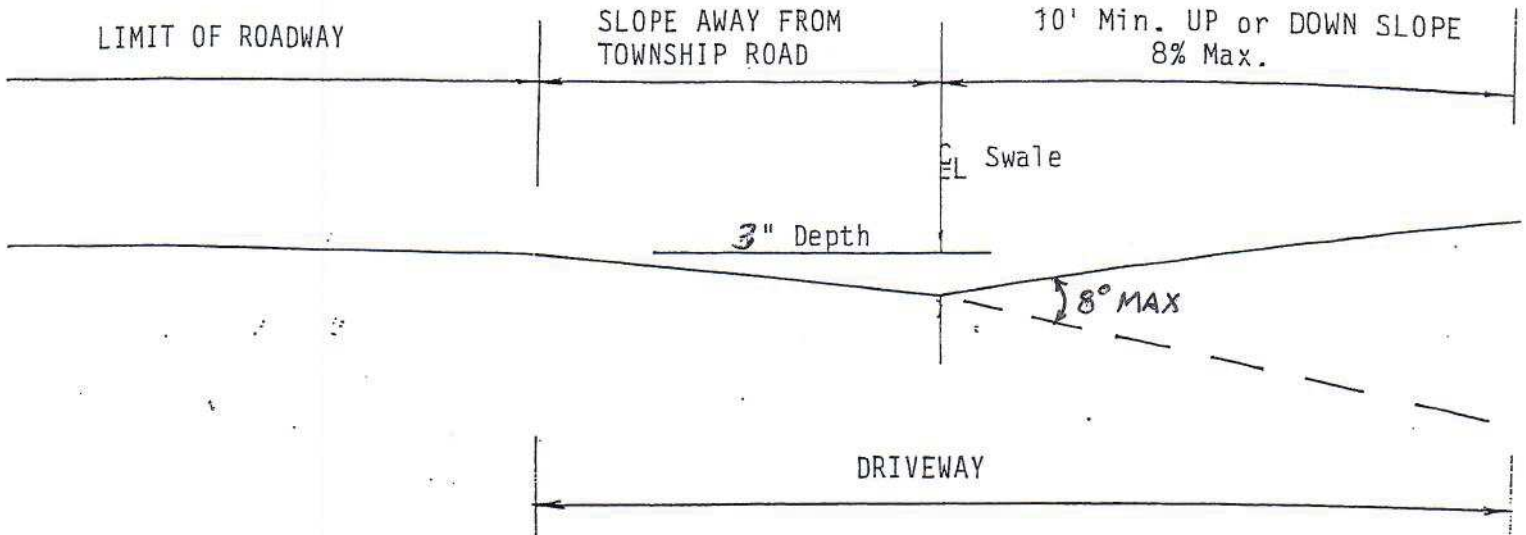 LIMIT OF ROADWAY
SLOPE AWAY FROM
TOWNSHIP ROAD
10' Min. UP or DOWN SLOPE
8% Max.
℄ Swale
3" Depth
8° MAX
DRIVEWAY